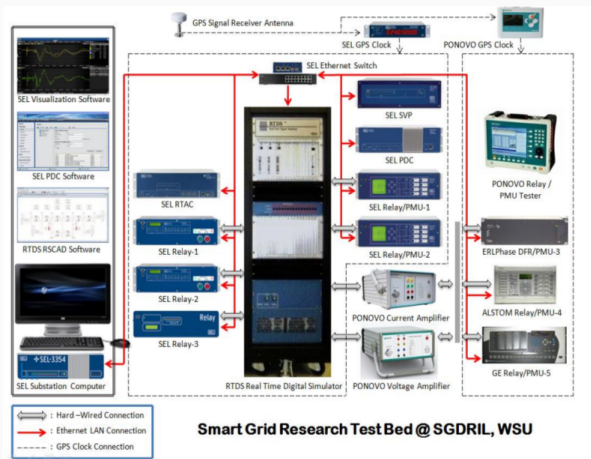 GPS Signal Receiver Antenna
SEL GPS Clock
PONOVO GPS Clock
SEL Ethernet Switch
SEL Visualization Software
SEL SVP
SEL PDC Software
SEL PDC
PONOVO Relay /
PMU Tester
SEL RTAC
SEL Relay/PMU-1
RTDS RSCAD Software
SEL Relay-1
SEL Relay/PMU-2
ERLPhase DFR/PMU-3
SEL Relay-2
PONOVO Current Amplifier
ALSTOM Relay/PMU-4
Relay
SEL-3354
SEL Substation Computer
SEL Relay-3
RTDS Real Time Digital Simulator
PONOVO Voltage Amplifier
GE Relay/PMU-5
: Hard –Wired Connection
: Ethernet LAN Connection
: GPS Clock Connection
Smart Grid Research Test Bed @ SGDRIL, WSU